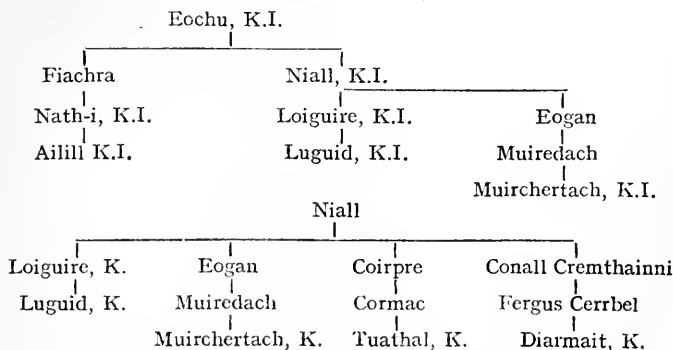 Eochu, K.I.
Fiachra Niall, K.I.
Nath-i, K.I. Loiguire, K.I. Eogan
Ailill K.I. Luguid, K.I. Muiredach
Muirchertach, K.I.
Niall
Loiguire, K. Eogan Coirpre Conall Cremthainni
Luguid, K. Muiredach Cormac Fergus Cerrbel
Muirchertach, K. Tuathal, K. Diarmait, K.